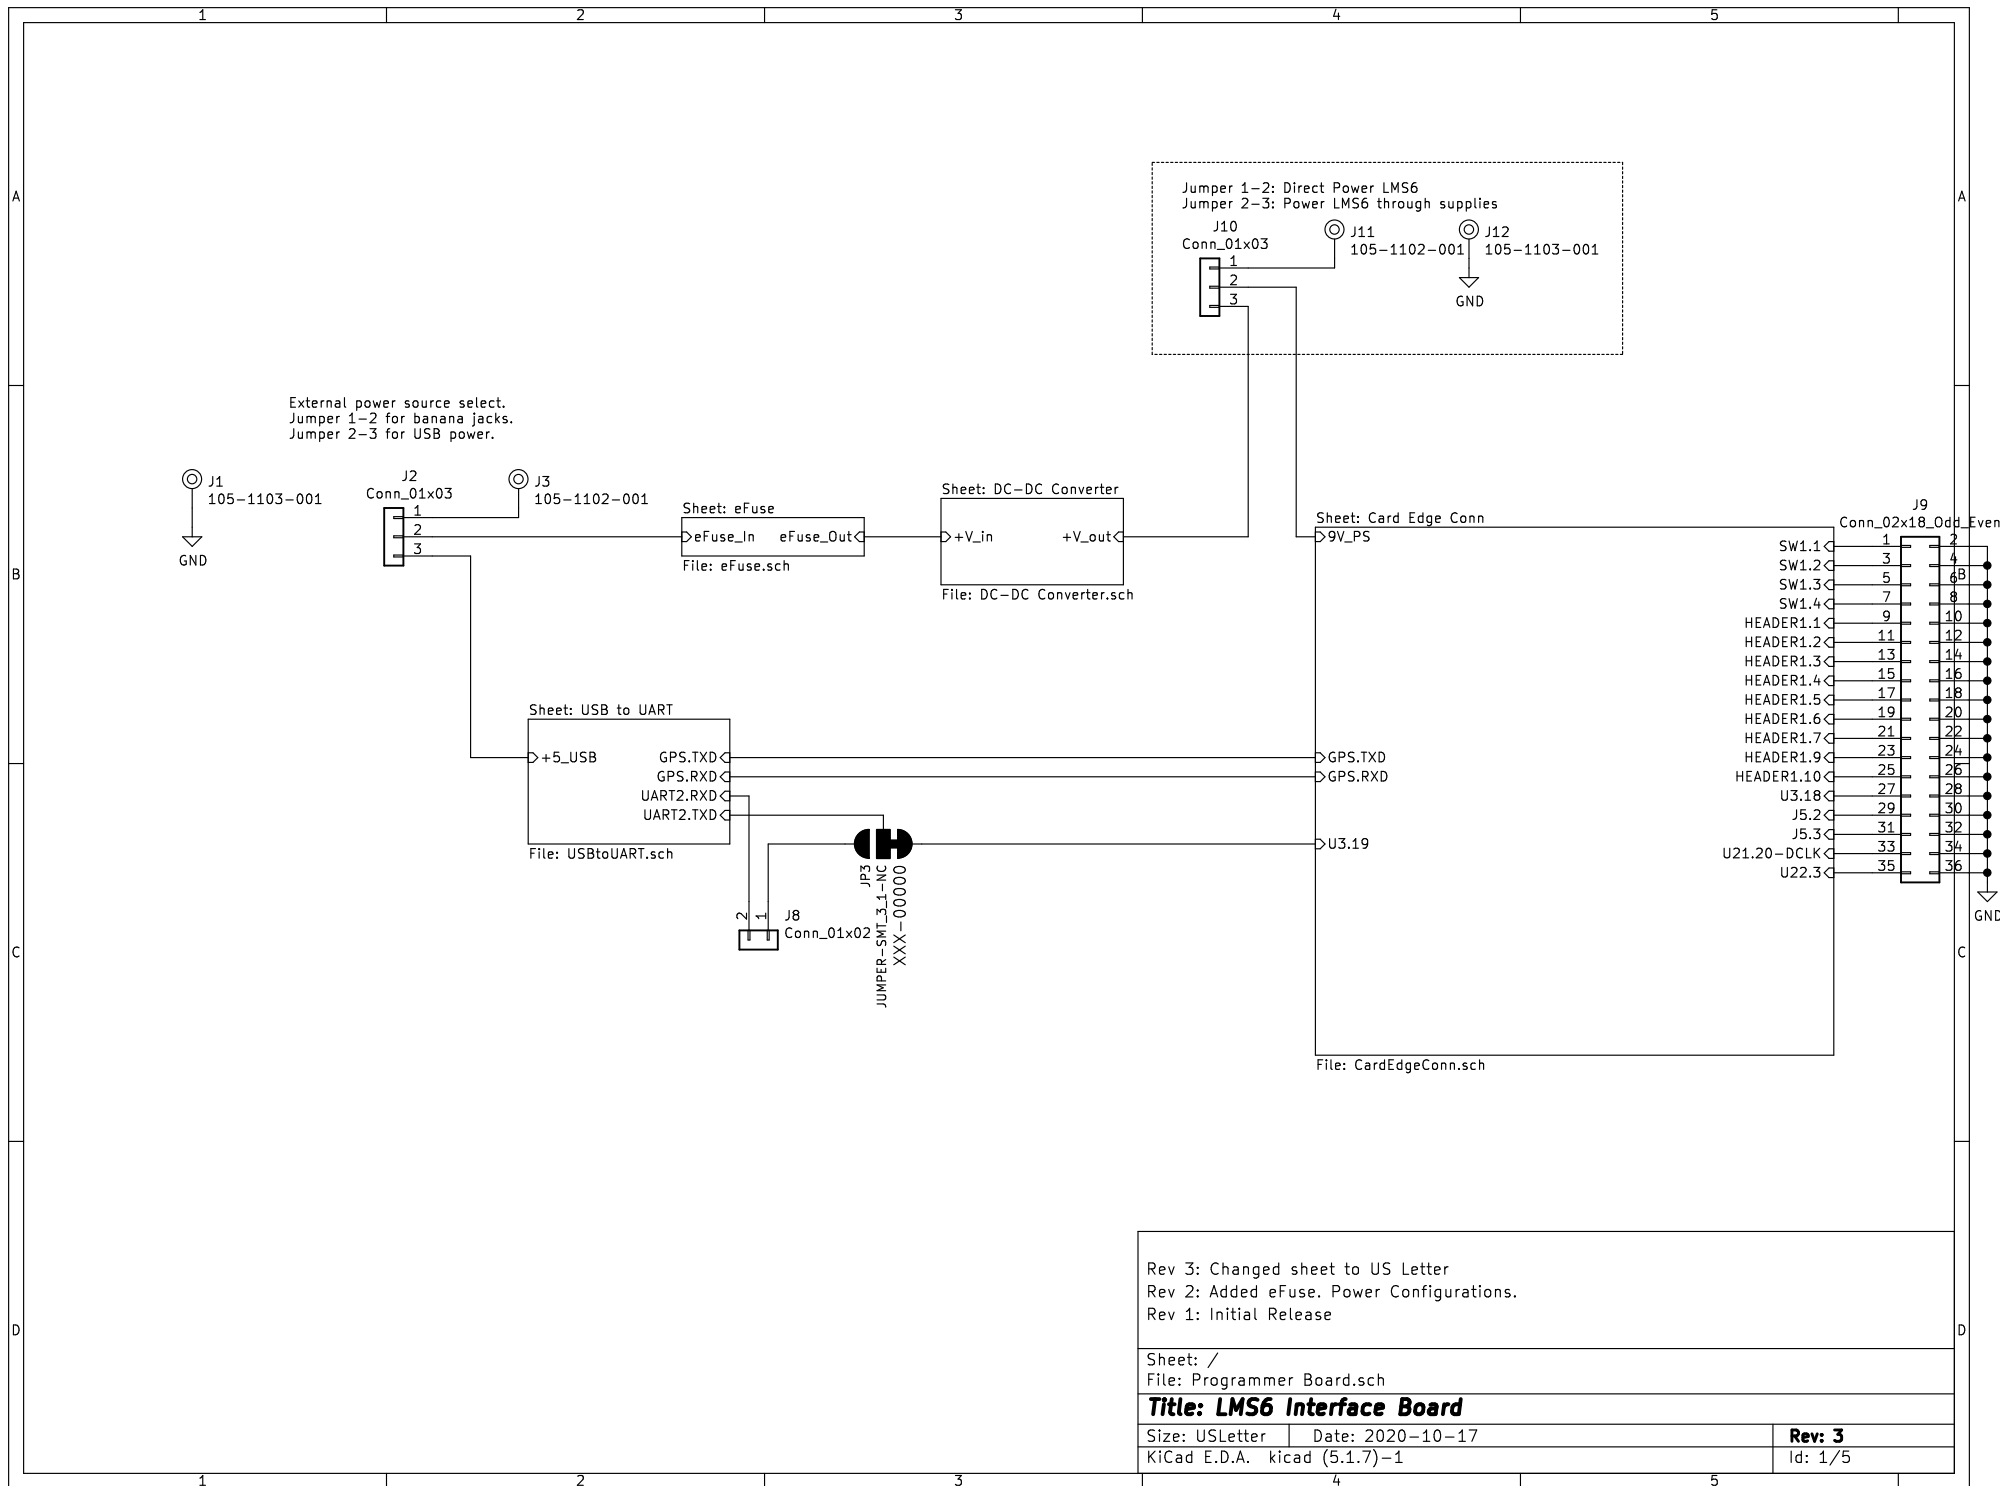 1 2 3 4 5
A A
B B
C C
D D
Jumper 1-2: Direct Power LMS6
Jumper 2-3: Power LMS6 through supplies
J10
Conn_01x03
1
2
3
J11
105-1102-001
J12
105-1103-001
GND
External power source select.
Jumper 1-2 for banana jacks.
Jumper 2-3 for USB power.
J1
105-1103-001
GND
J2
Conn_01x03
1
2
3
J3
105-1102-001
Sheet: eFuse
eFuse_In eFuse_Out
File: eFuse.sch
Sheet: DC-DC Converter
+V_in +V_out
File: DC-DC Converter.sch
Sheet: USB to UART
+5_USB GPS.TXD
GPS.RXD
UART2.RXD
UART2.TXD
File: USBtoUART.sch
2 1
J8
Conn_01x02
JP3
JUMPER-SMT_3_1-NC
XXX-00000
Sheet: Card Edge Conn
9V_PS
GPS.TXD
GPS.RXD
U3.19
File: CardEdgeConn.sch
J9
Conn_02x18_Odd_Even
SW1.1 1 2
SW1.2 3 4
SW1.3 5 6
SW1.4 7 8
HEADER1.1 9 10
HEADER1.2 11 12
HEADER1.3 13 14
HEADER1.4 15 16
HEADER1.5 17 18
HEADER1.6 19 20
HEADER1.7 21 22
HEADER1.9 23 24
HEADER1.10 25 26
U3.18 27 28
J5.2 29 30
J5.3 31 32
U21.20-DCLK 33 34
U22.3 35 36
GND
Rev 3: Changed sheet to US Letter
Rev 2: Added eFuse. Power Configurations.
Rev 1: Initial Release
Sheet: /
File: Programmer Board.sch
Title: LMS6 Interface Board
Size: USLetter Date: 2020-10-17 Rev: 3
KiCad E.D.A. kicad (5.1.7)-1 Id: 1/5
1 2 3 4 5